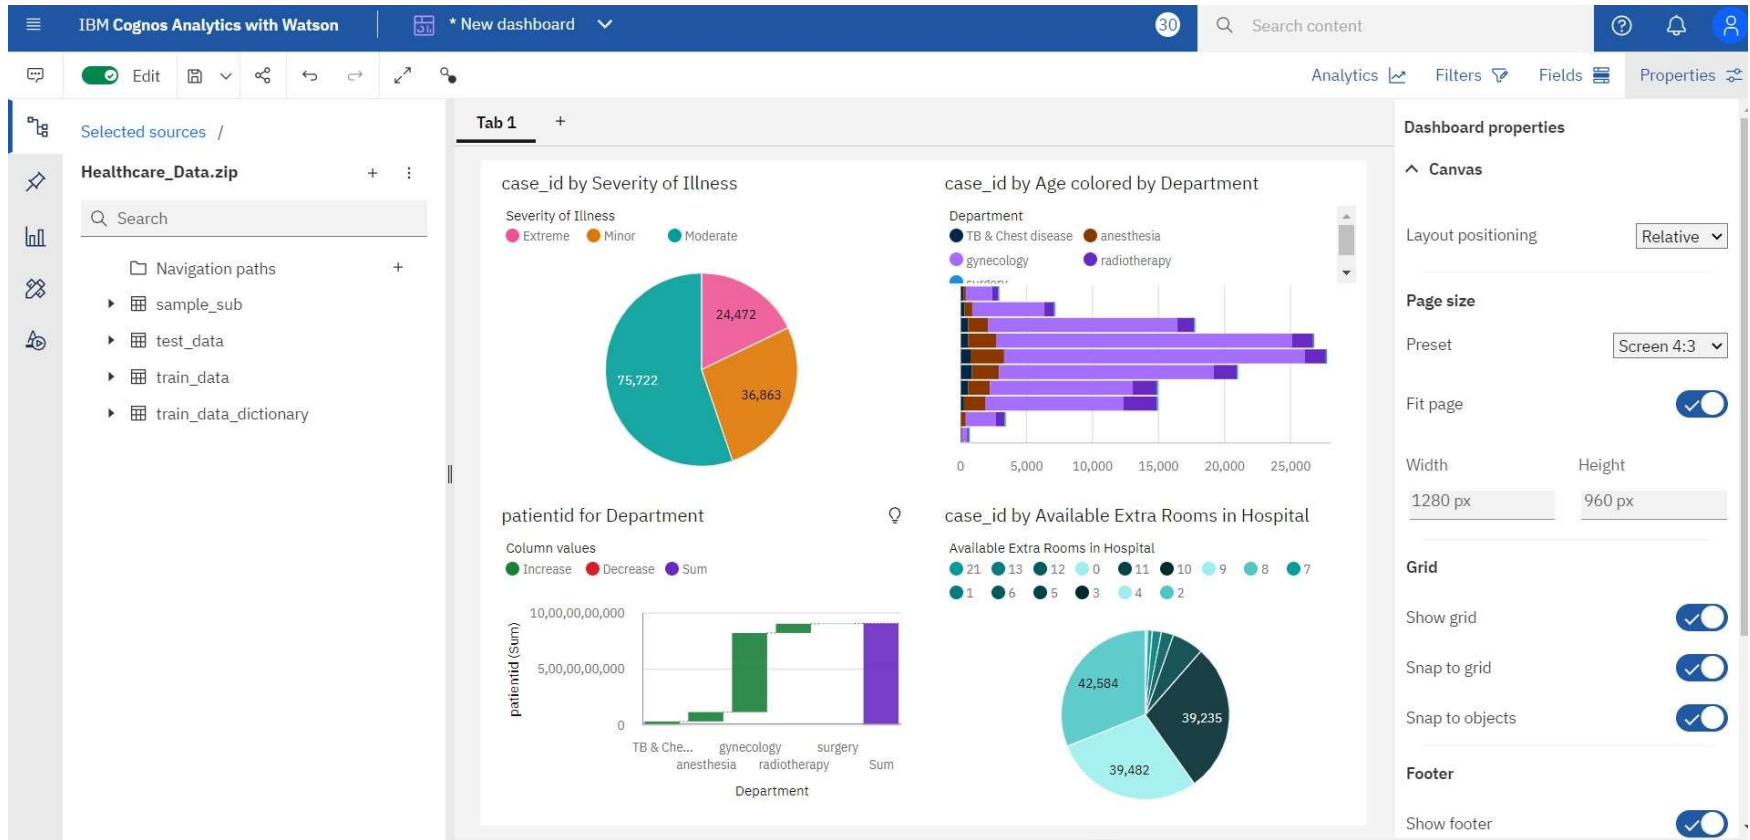 IBM Cognos Analytics with Watson
* New dashboard
30
Search content
Edit
Analytics
Filters
Fields
Properties
Selected sources /
Healthcare_Data.zip
Search
Navigation paths
sample_sub
test_data
train_data
train_data_dictionary
Tab 1
case_id by Severity of Illness
Severity of Illness
Extreme Minor Moderate
24,472
75,722
36,863
case_id by Age colored by Department
Department
TB & Chest disease anesthesia
gynecology radiotherapy
surgery
0 5,000 10,000 15,000 20,000 25,000
patientid for Department
Column values
Increase Decrease Sum
patientid (Sum)
10,00,00,00,000
5,00,00,00,000
0
TB & Che... gynecology surgery
anesthesia radiotherapy Sum
Department
case_id by Available Extra Rooms in Hospital
Available Extra Rooms in Hospital
21 13 12 0 11 10 9 8 7
1 6 5 3 4 2
42,584
39,235
39,482
Dashboard properties
Canvas
Layout positioning Relative
Page size
Preset Screen 4:3
Fit page
Width Height
1280 px 960 px
Grid
Show grid
Snap to grid
Snap to objects
Footer
Show footer